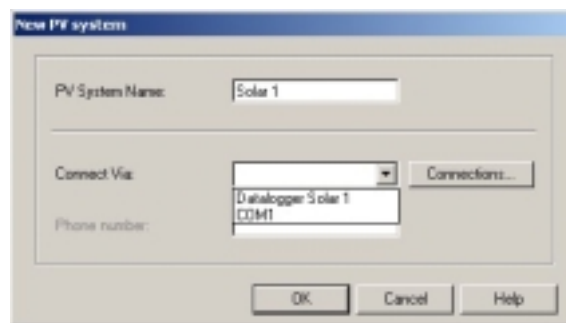 New PV system
PV System Name: Solar 1
Connect Via: Connections...
Datalogger Solar 1
COM1
Phone number:
OK Cancel Help